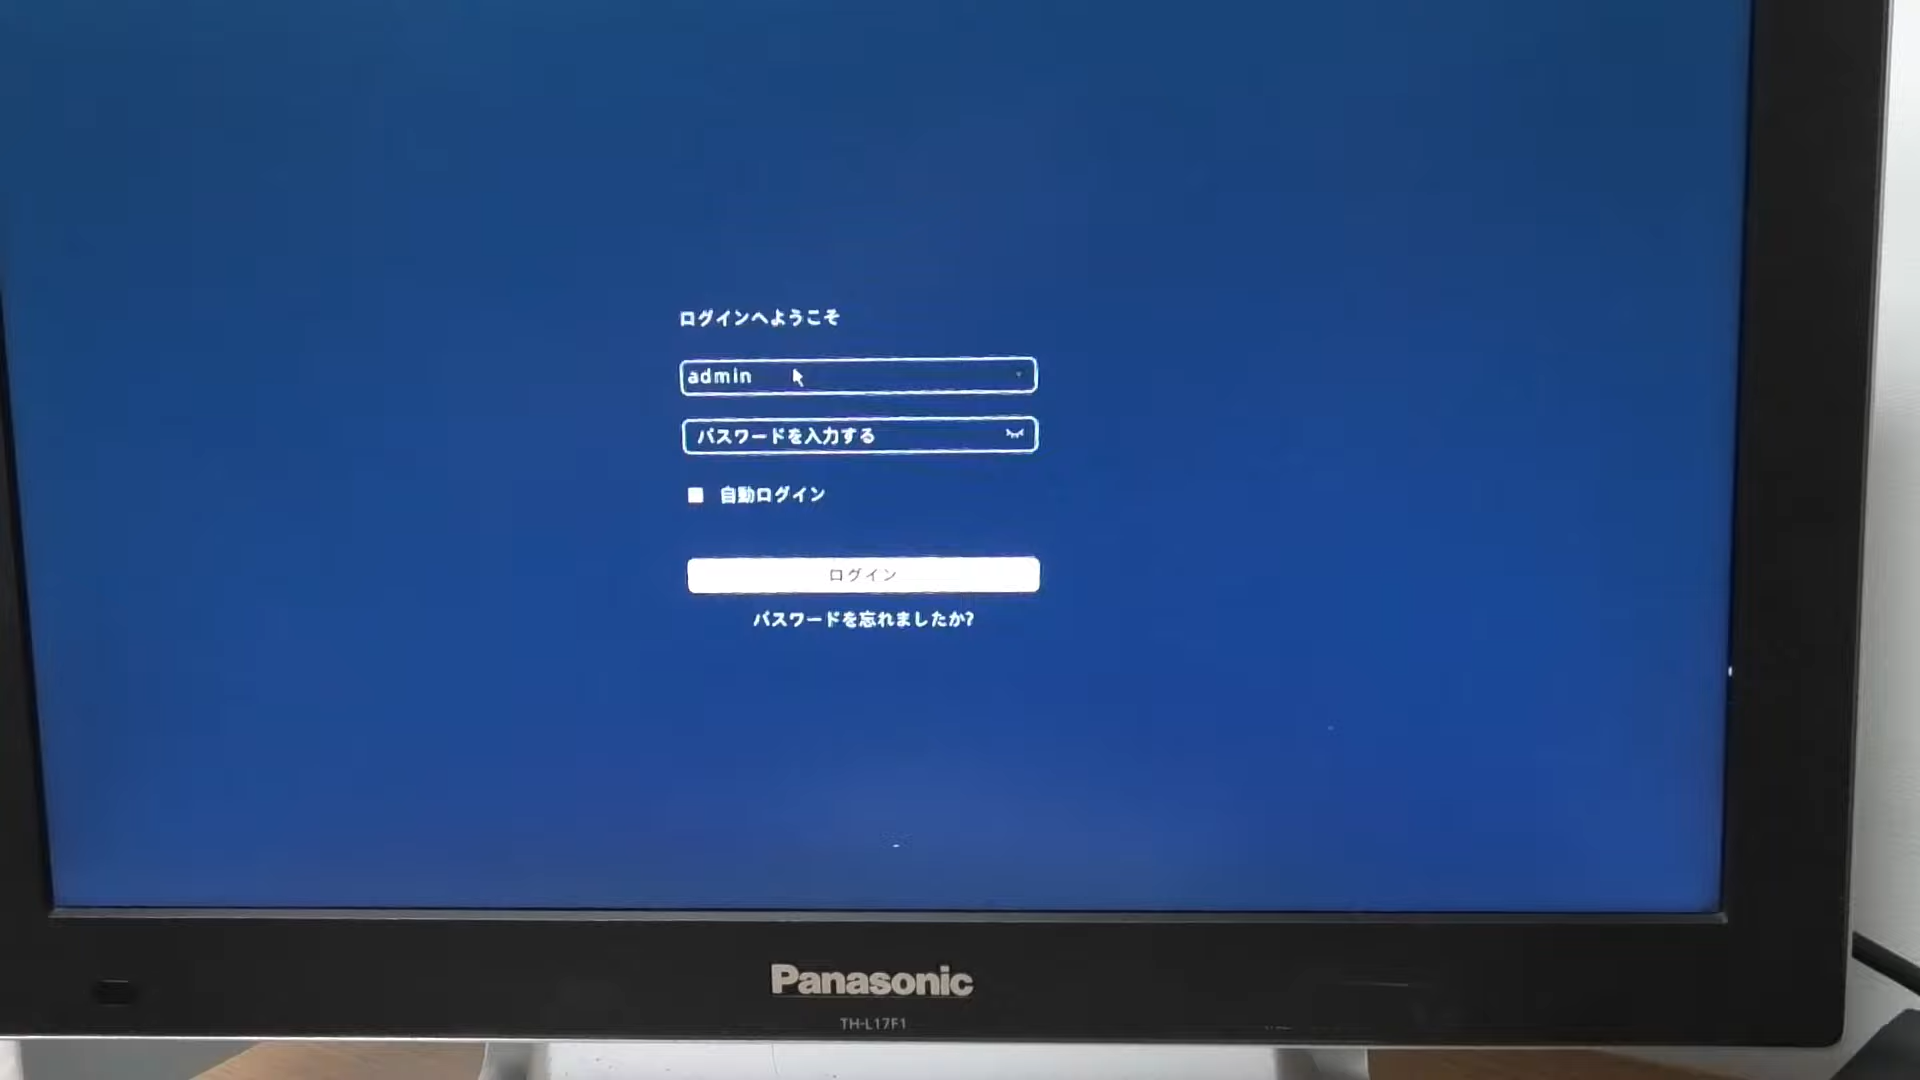 ログインへようこそ
admin
パスワードを入力する
自動ログイン
ログイン
パスワードを忘れましたか?
Panasonic
TH-L17F1